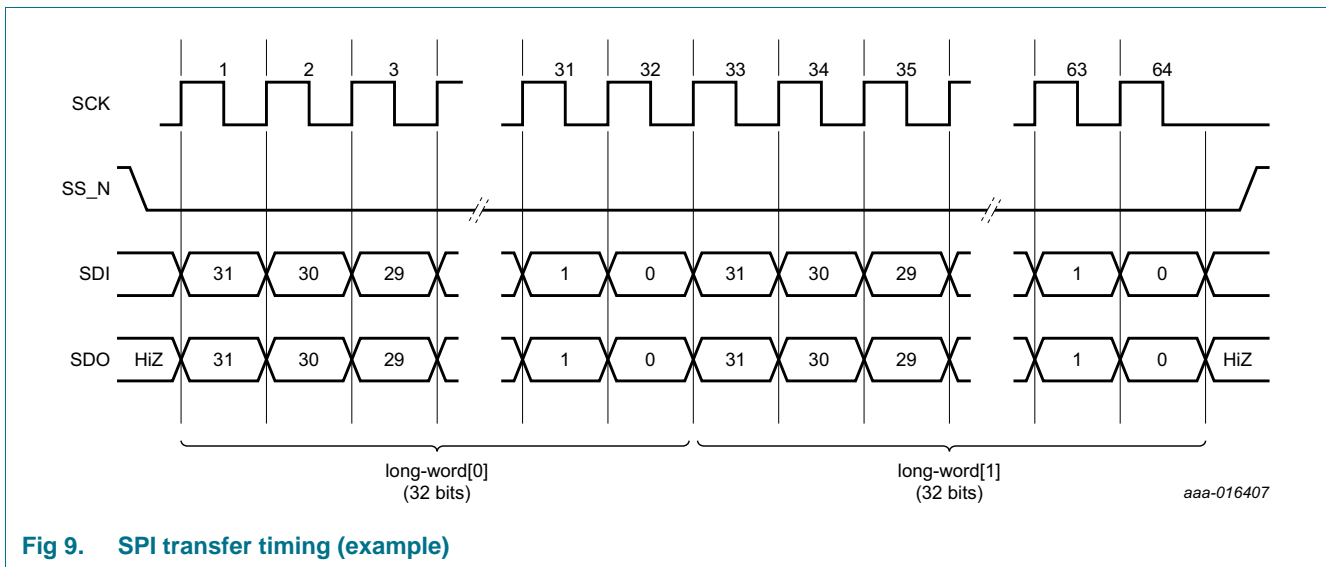 1 2 3 31 32 33 34 35 63 64
SCK
SS_N
SDI 31 30 29 1 0 31 30 29 1 0
SDO HiZ 31 30 29 1 0 31 30 29 1 0 HiZ
long-word[0] long-word[1]
(32 bits) (32 bits) aaa-016407
Fig 9. SPI transfer timing (example)